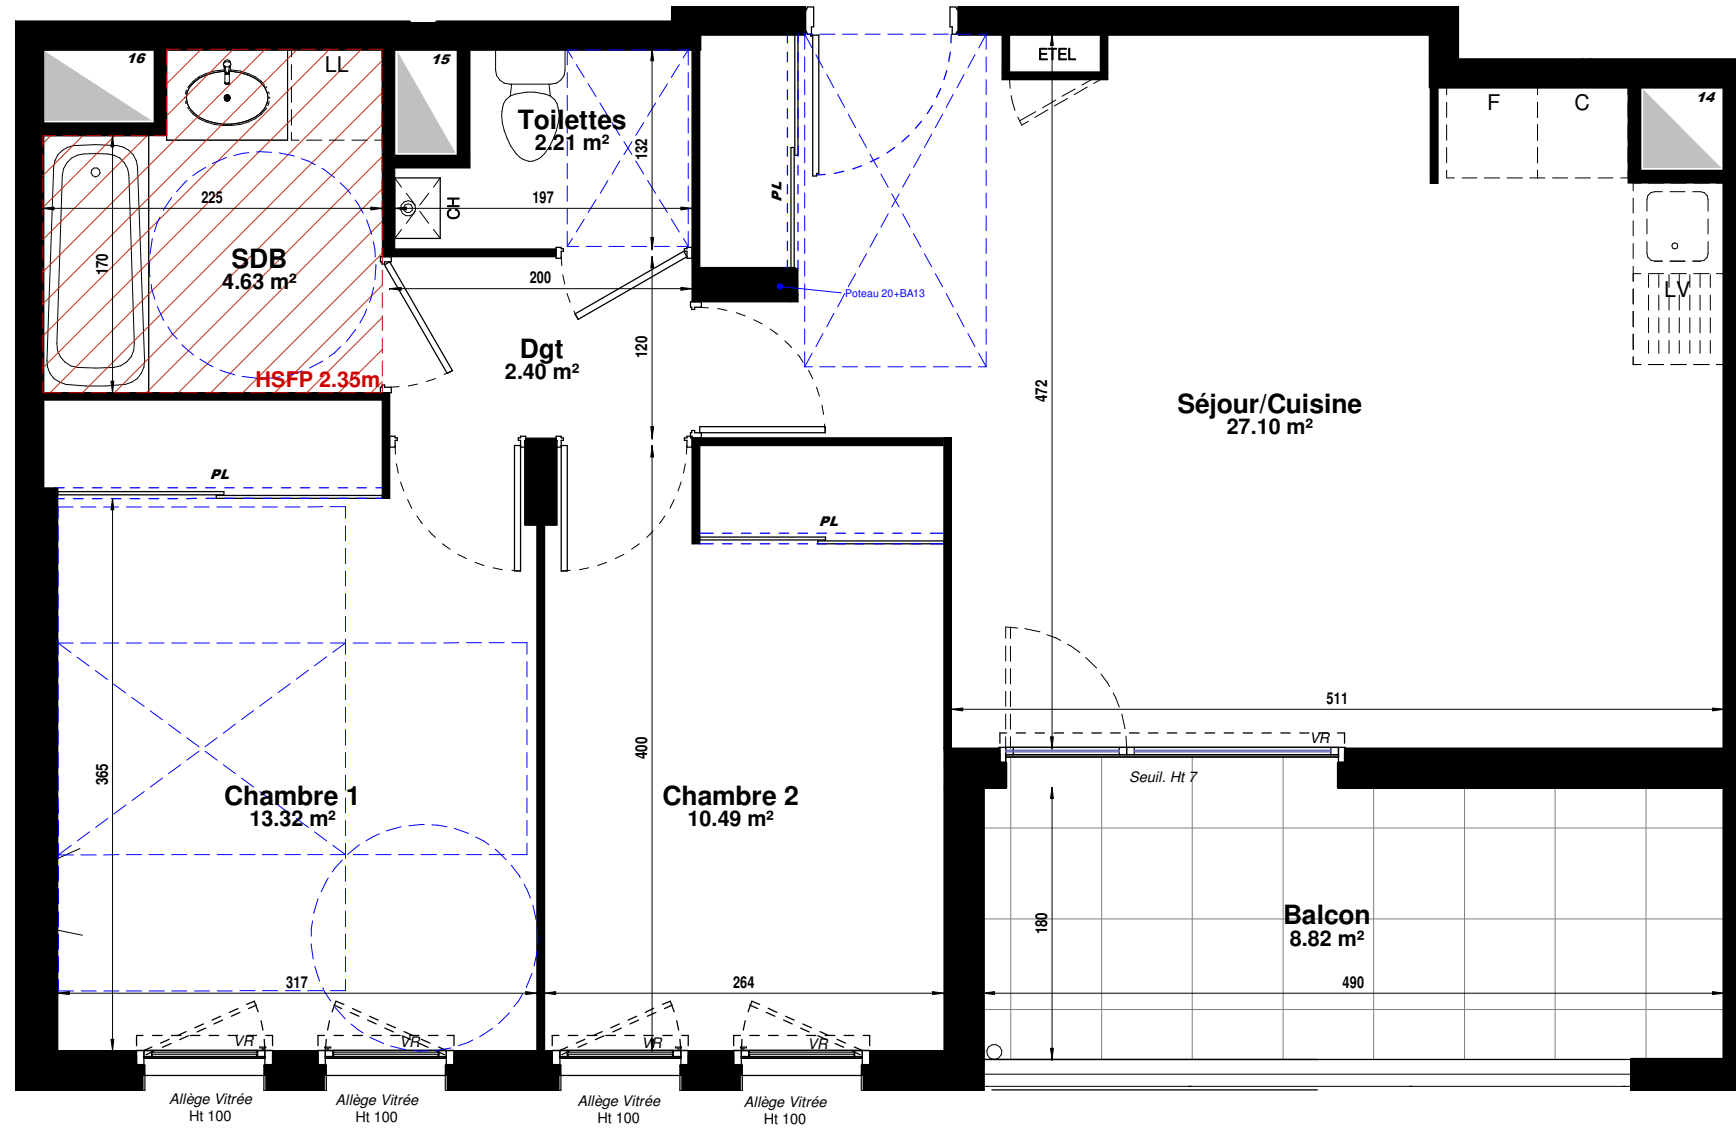 16
LL
15
Toilettes
2.21 m²
132
ETEL
F
C
14
PL
CH
225
197
170
SDB
4.63 m²
200
Poteau 20+BA13
LV
HSFP 2.35m
Dgt
2.40 m²
120
472
Séjour/Cuisine
27.10 m²
PL
PL
511
VR
Seuil. Ht 7
365
400
Chambre 1
13.32 m²
Chambre 2
10.49 m²
180
Balcon
8.82 m²
317
264
490
VR
VR
VR
VR
Allège Vitrée
Ht 100
Allège Vitrée
Ht 100
Allège Vitrée
Ht 100
Allège Vitrée
Ht 100